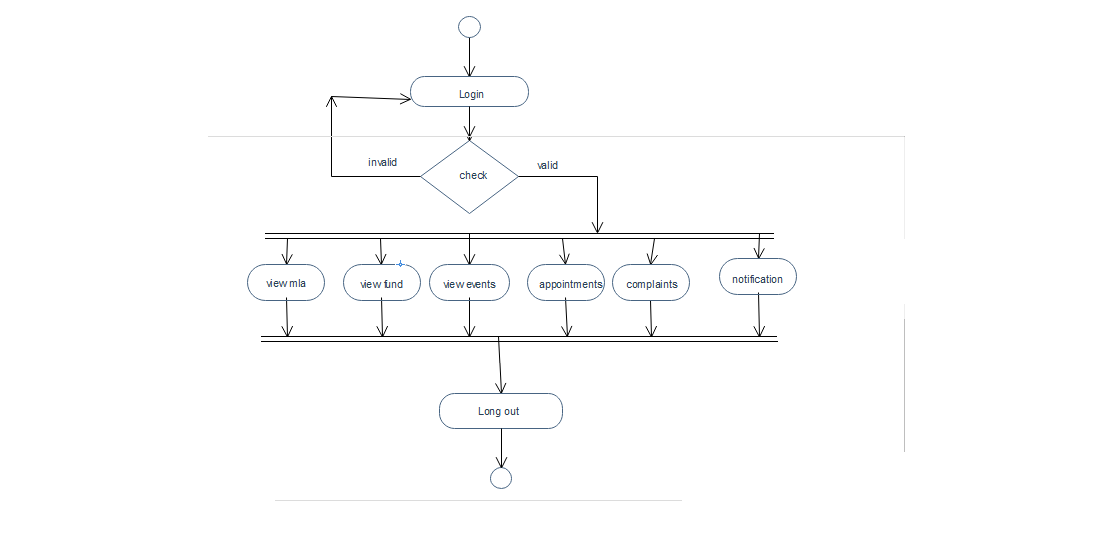 Login
invalid
valid
check
view mla
view fund
view events
appointments
complaints
notification
Long out